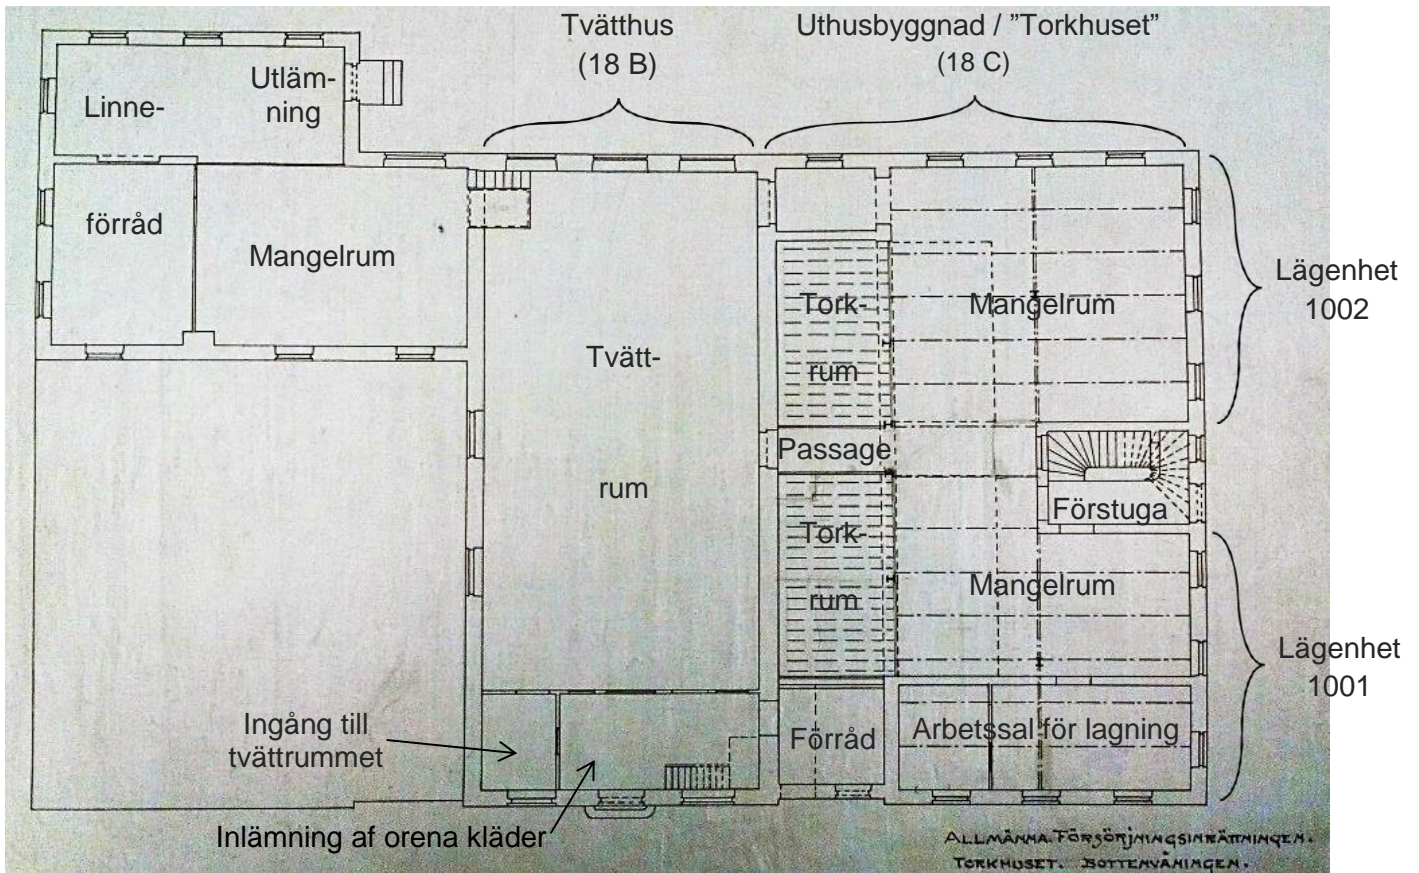 Tvätthus
(18 B)
Uthusbyggnad / ”Torkhuset”
(18 C)
Utläm-
ning
Linne-
förråd
Mangelrum
Tvätt-
rum
Tork-
rum
Mangelrum
Lägenhet
1002
Passage
Förstuga
Tork-
rum
Mangelrum
Lägenhet
1001
Ingång till
tvättrummet
Förråd
Arbetssal för lagning
Inlämning af orena kläder
ALLMÄNNA FÖRSÖRJNINGSINRÄTTNINGEN.
TORKHUSET. BOTTENVÅNINGEN.